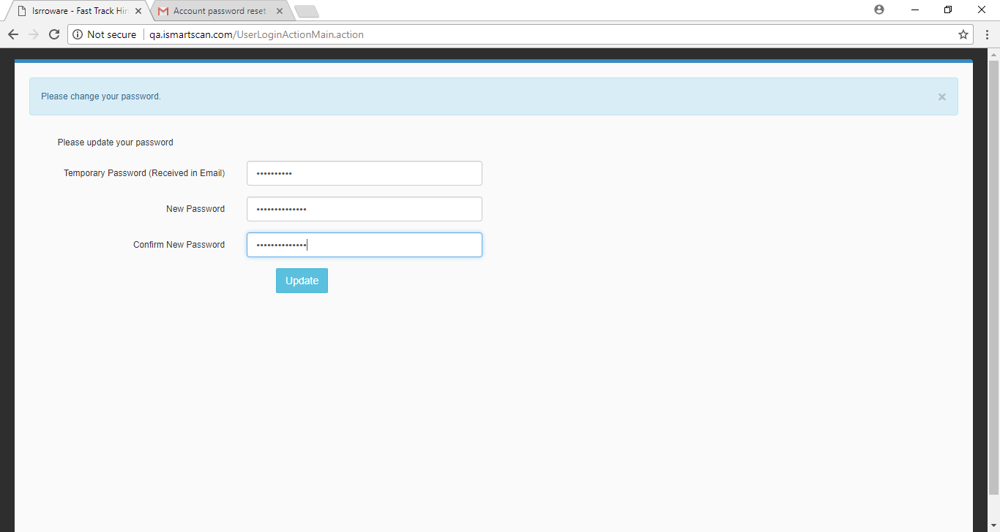 Isrroware - Fast Track Hir
Account password reset
Not secure
qa.ismartscan.com/UserLoginActionMain.action
Please change your password.
×
Please update your password
Temporary Password (Received in Email)
••••••••••
New Password
••••••••••••••
Confirm New Password
••••••••••••••
Update